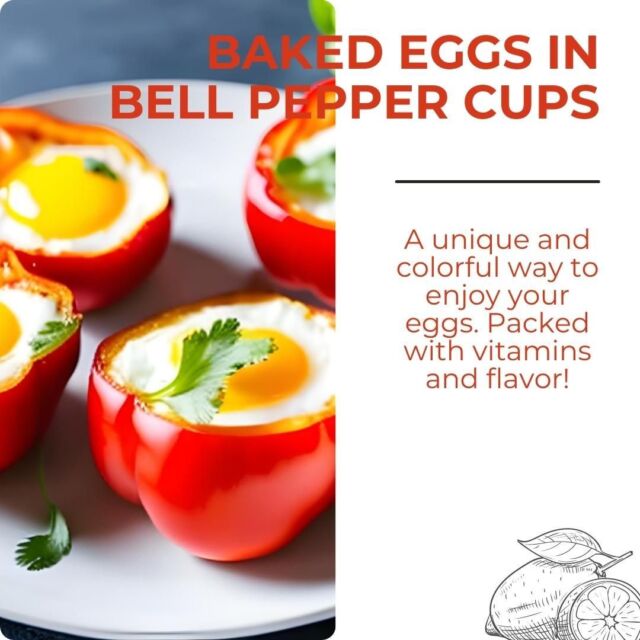 BAKED EGGS IN
BELL PEPPER CUPS
A unique and
colorful way to
enjoy your
eggs. Packed
with vitamins
and flavor!